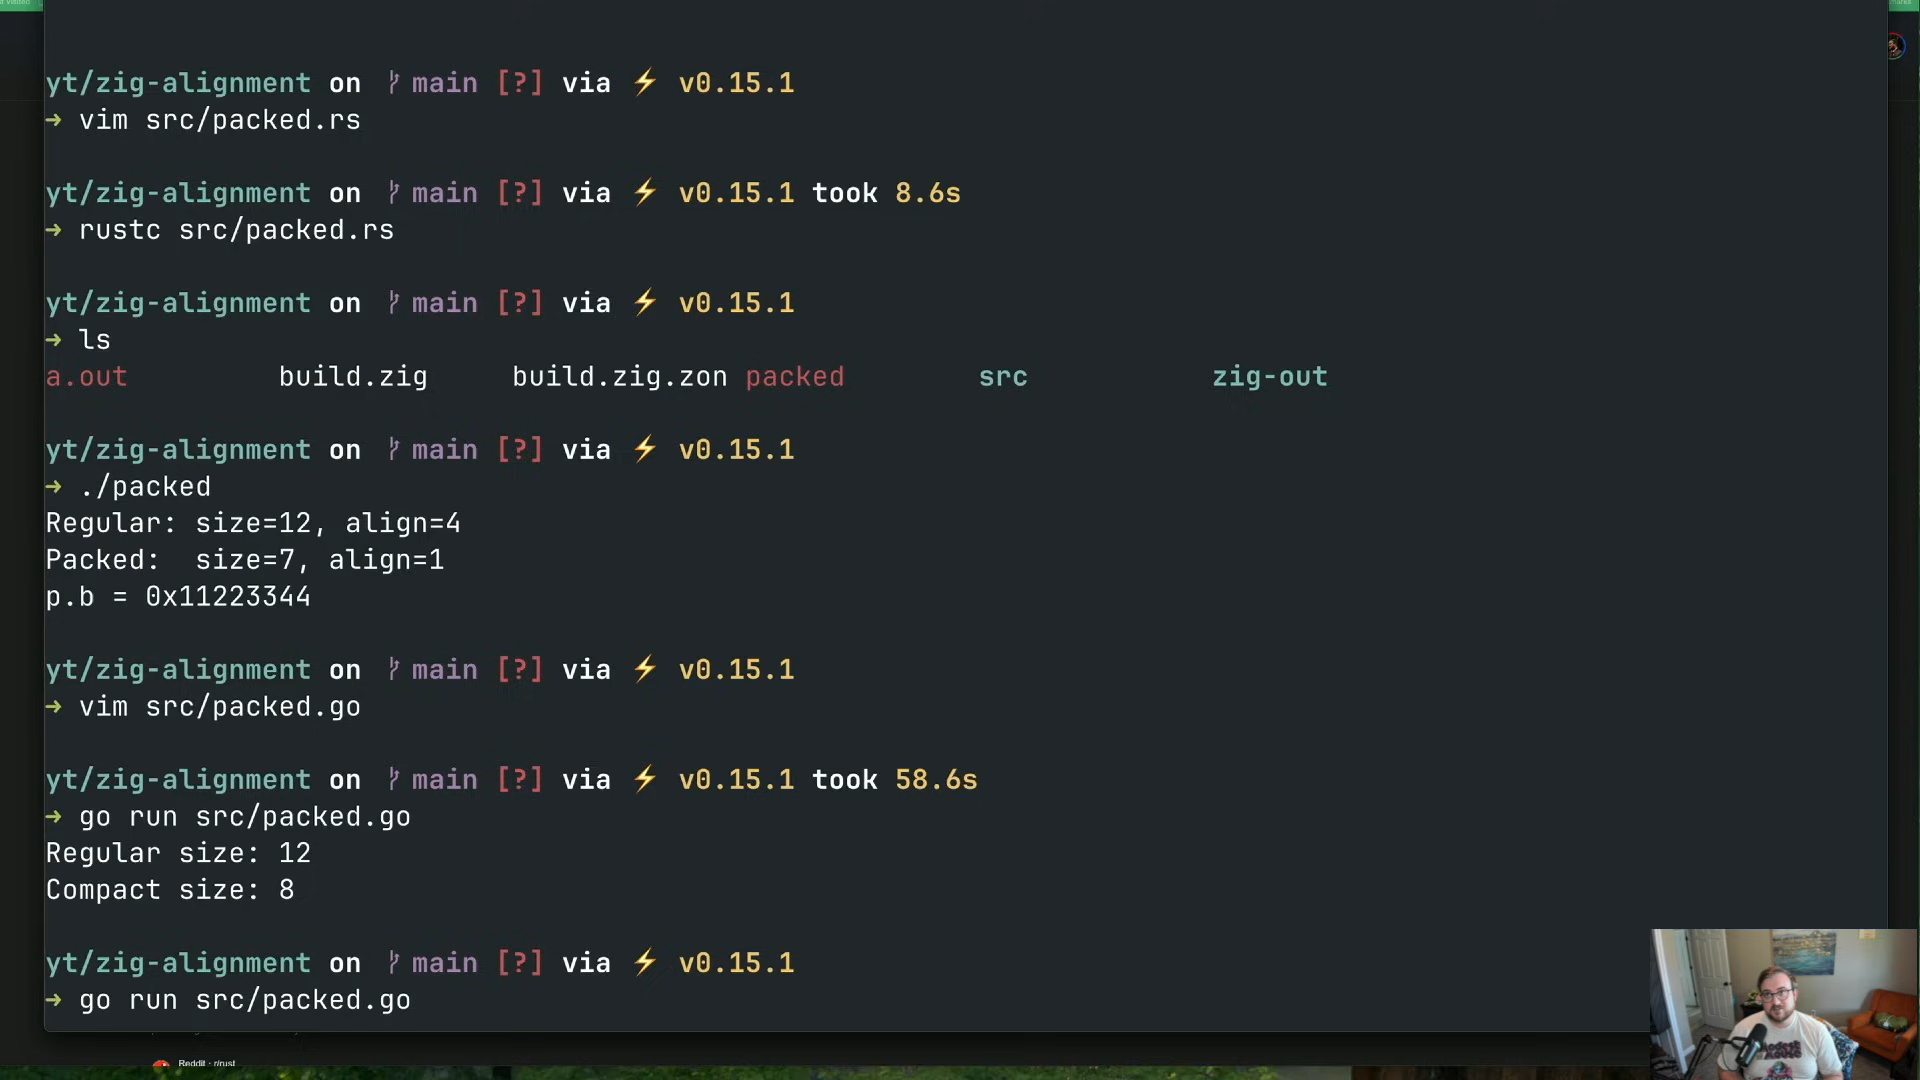 yt/zig-alignment on main [?] via ⚡ v0.15.1
→ vim src/packed.rs
yt/zig-alignment on main [?] via ⚡ v0.15.1 took 8.6s
→ rustc src/packed.rs
yt/zig-alignment on main [?] via ⚡ v0.15.1
→ ls
a.out build.zig build.zig.zon packed src zig-out
yt/zig-alignment on main [?] via ⚡ v0.15.1
→ ./packed
Regular: size=12, align=4
Packed:  size=7, align=1
p.b = 0x11223344
yt/zig-alignment on main [?] via ⚡ v0.15.1
→ vim src/packed.go
yt/zig-alignment on main [?] via ⚡ v0.15.1 took 58.6s
→ go run src/packed.go
Regular size: 12
Compact size: 8
yt/zig-alignment on main [?] via ⚡ v0.15.1
→ go run src/packed.go
Reddit · r/rust